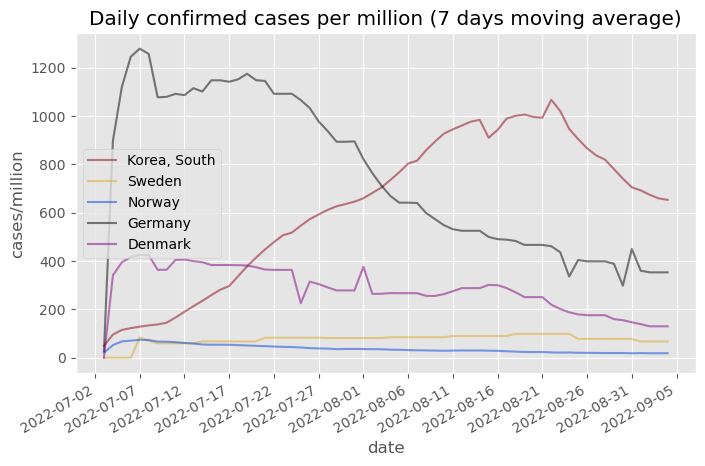 Daily confirmed cases per million (7 days moving average)
1200
1000
800
600
400
200
0
cases/million
Korea, South
Sweden
Norway
Germany
Denmark
2022-07-02
2022-07-07
2022-07-12
2022-07-17
2022-07-22
2022-07-27
2022-08-01
2022-08-06
2022-08-11
2022-08-16
2022-08-21
2022-08-26
2022-08-31
2022-09-05
date